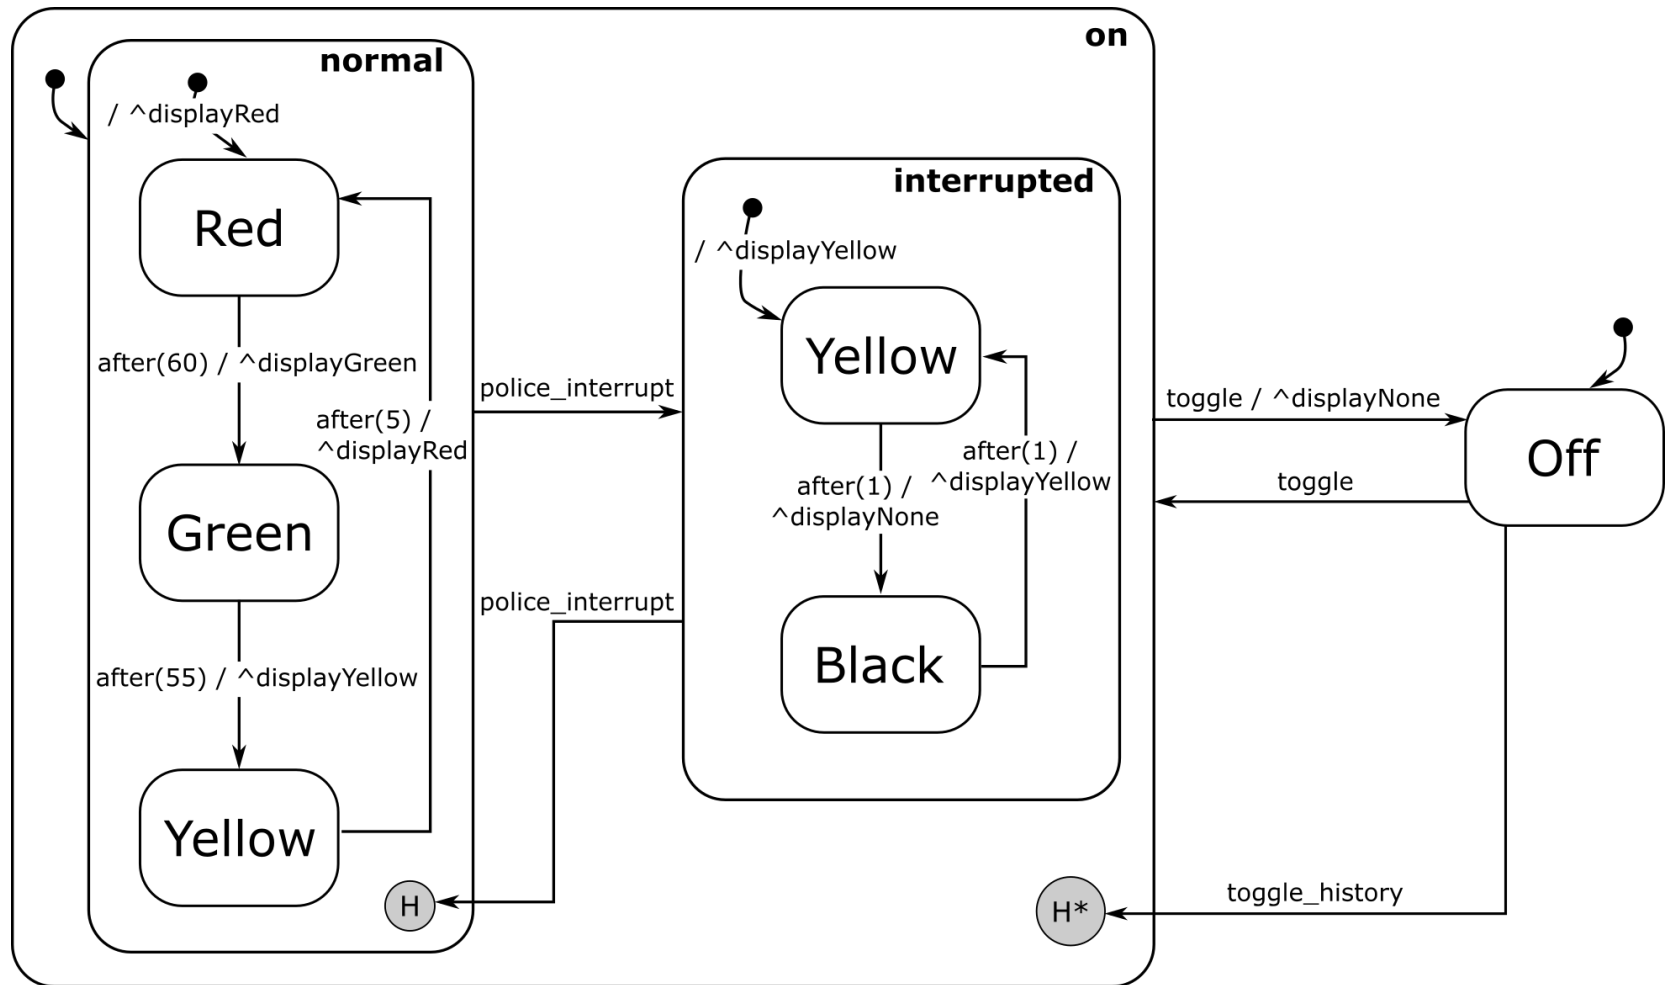 on
normal
/ ^displayRed
Red
after(60) / ^displayGreen
after(5) /
^displayRed
Green
after(55) / ^displayYellow
Yellow
H
police_interrupt
police_interrupt
interrupted
/ ^displayYellow
Yellow
after(1) /
^displayNone
after(1) /
^displayYellow
Black
H*
toggle / ^displayNone
toggle
Off
toggle_history